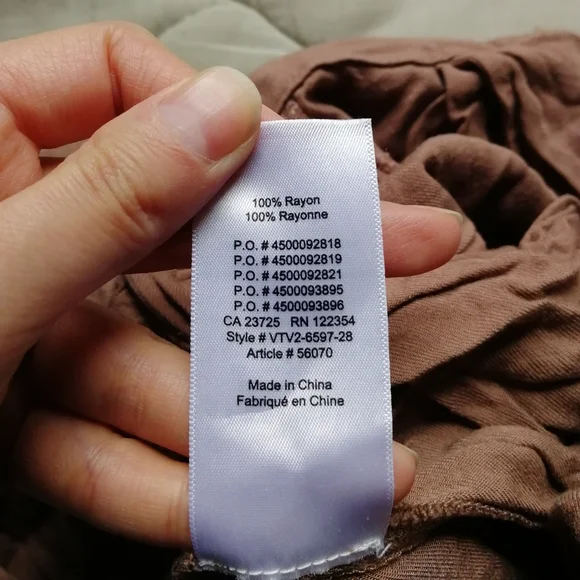 100% Rayon
100% Rayonne
P.O. # 4500092818
P.O. # 4500092819
P.O. # 4500092821
P.O. # 4500093895
P.O. # 4500093896
CA 23725 RN 122354
Style # VTV2-6597-28
Article # 56070
Made in China
Fabriqué en Chine